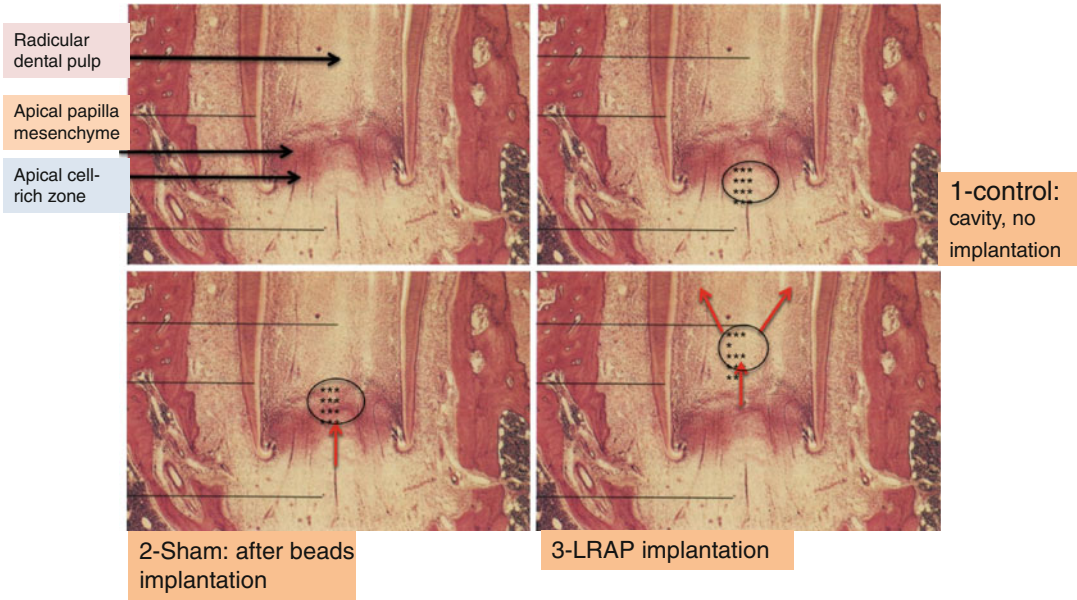 Radicular
dental pulp
Apical papilla
mesenchyme
Apical cell-
rich zone
1-control:
cavity, no
implantation
2-Sham: after beads
implantation
3-LRAP implantation